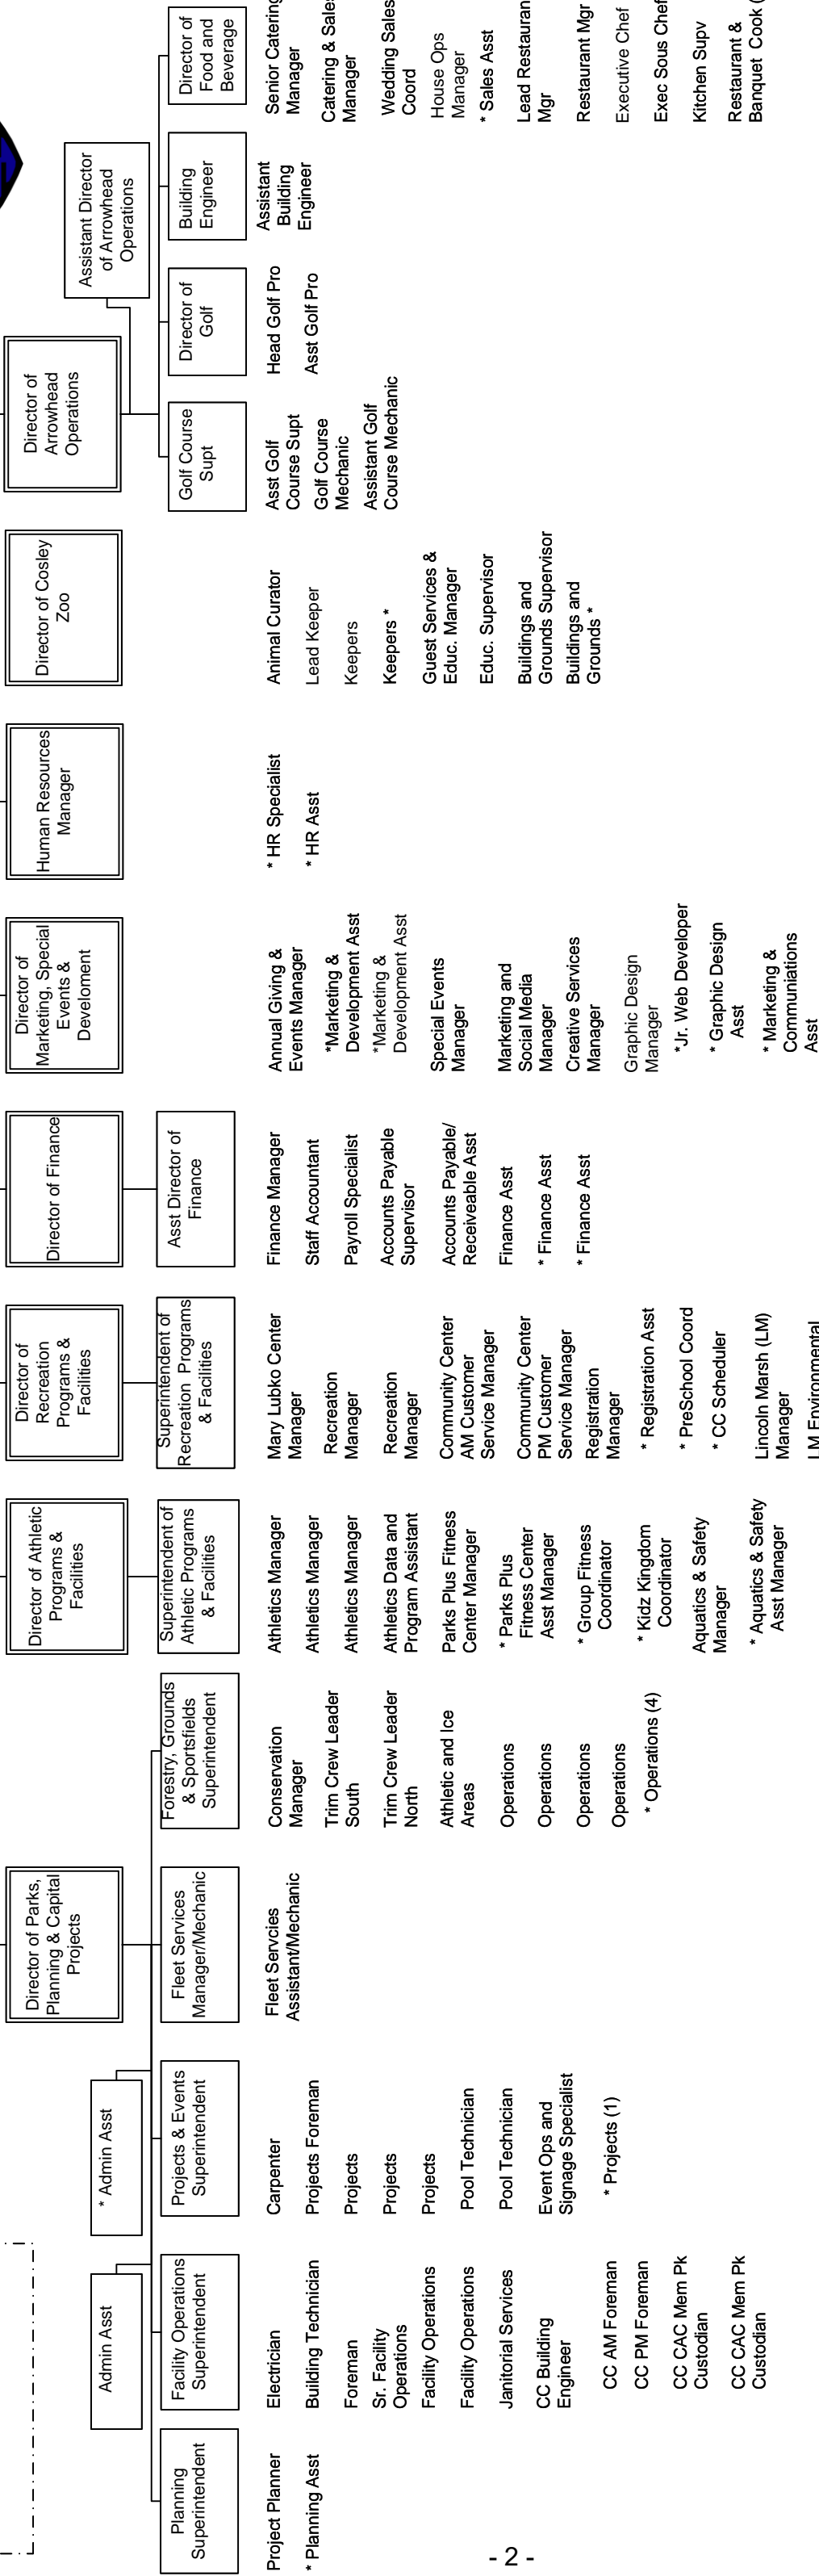 Director of Parks,
Planning & Capital
Projects
Admin Asst
* Admin Asst
Planning
Superintendent
Project Planner
* Planning Asst
Facility Operations
Superintendent
Electrician
Building Technician
Foreman
Sr. Facility
Operations
Facility Operations
Facility Operations
Janitorial Services
CC Building
Engineer
CC AM Foreman
CC PM Foreman
CC CAC Mem Pk
Custodian
CC CAC Mem Pk
Custodian
Projects & Events
Superintendent
Carpenter
Projects Foreman
Projects
Projects
Projects
Pool Technician
Pool Technician
Event Ops and
Signage Specialist
* Projects (1)
Fleet Services
Manager/Mechanic
Fleet Servcies
Assistant/Mechanic
Forestry, Grounds
& Sportsfields
Superintendent
Conservation
Manager
Trim Crew Leader
South
Trim Crew Leader
North
Athletic and Ice
Areas
Operations
Operations
Operations
Operations
* Operations (4)
Director of Athletic
Programs &
Facilities
Superintendent of
Athletic Programs
& Facilities
Athletics Manager
Athletics Manager
Athletics Manager
Athletics Data and
Program Assistant
Parks Plus Fitness
Center Manager
* Parks Plus
Fitness Center
Asst Manager
* Group Fitness
Coordinator
* Kidz Kingdom
Coordinator
Aquatics & Safety
Manager
* Aquatics & Safety
Asst Manager
Director of
Recreation
Programs &
Facilities
Superintendent of
Recreation Programs
& Facilities
Mary Lubko Center
Manager
Recreation
Manager
Recreation
Manager
Community Center
AM Customer
Service Manager
Community Center
PM Customer
Service Manager
Registration
Manager
* Registration Asst
* PreSchool Coord
* CC Scheduler
Lincoln Marsh (LM)
Manager
LM Environmental
Director of Finance
Asst Director of
Finance
Finance Manager
Staff Accountant
Payroll Specialist
Accounts Payable
Supervisor
Accounts Payable/
Receiveable Asst
Finance Asst
* Finance Asst
* Finance Asst
Director of
Marketing, Special
Events &
Develoment
Annual Giving &
Events Manager
*Marketing &
Development Asst
*Marketing &
Development Asst
Special Events
Manager
Marketing and
Social Media
Manager
Creative Services
Manager
Graphic Design
Manager
*Jr. Web Developer
* Graphic Design
Asst
* Marketing &
Communiations
Asst
Human Resources
Manager
* HR Specialist
* HR Asst
Director of Cosley
Zoo
Animal Curator
Lead Keeper
Keepers
Keepers *
Guest Services &
Educ. Manager
Educ. Supervisor
Buildings and
Grounds Supervisor
Buildings and
Grounds *
Director of
Arrowhead
Operations
Assistant Director
of Arrowhead
Operations
Golf Course
Supt
Asst Golf
Course Supt
Golf Course
Mechanic
Assistant Golf
Course Mechanic
Director of
Golf
Head Golf Pro
Asst Golf Pro
Building
Engineer
Assistant
Building
Engineer
Director of
Food and
Beverage
Senior Catering
Manager
Catering & Sales
Manager
Wedding Sales
Coord
House Ops
Manager
* Sales Asst
Lead Restauran
Mgr
Restaurant Mgr
Executive Chef
Exec Sous Chef
Kitchen Supv
Restaurant &
Banquet Cook (
- 2 -